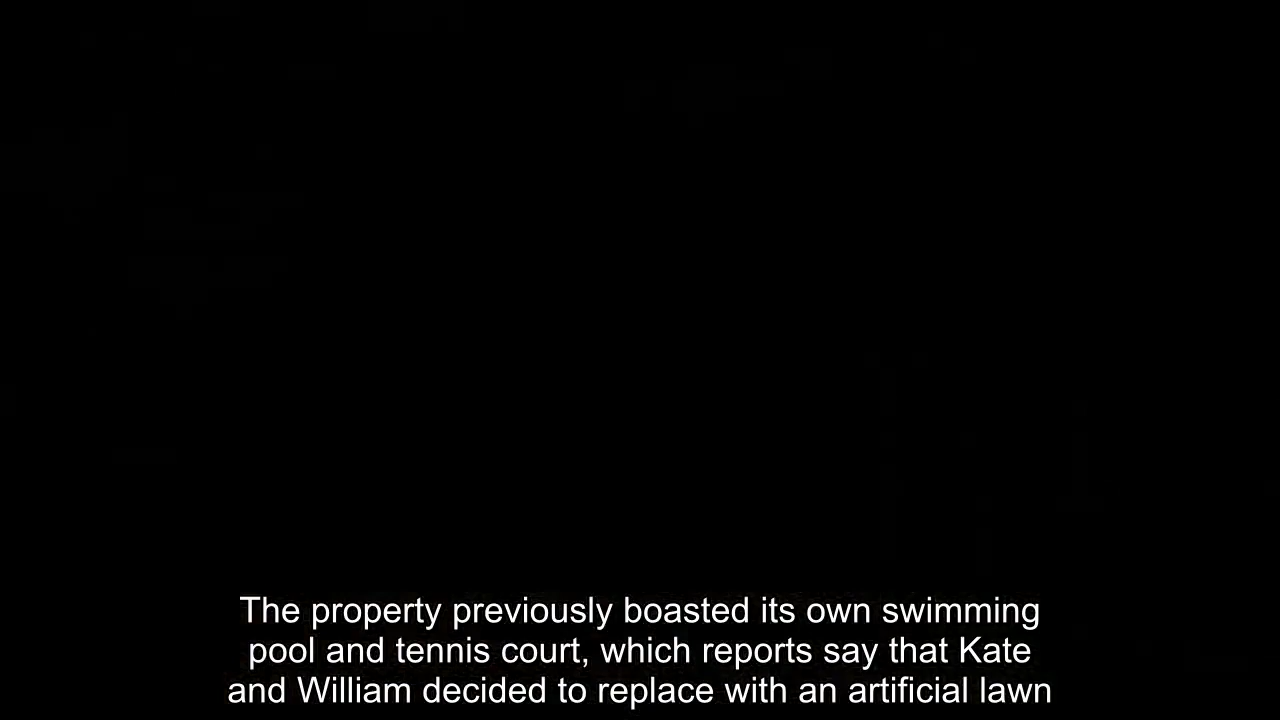 The property previously boasted its own swimming
pool and tennis court, which reports say that Kate
and William decided to replace with an artificial lawn